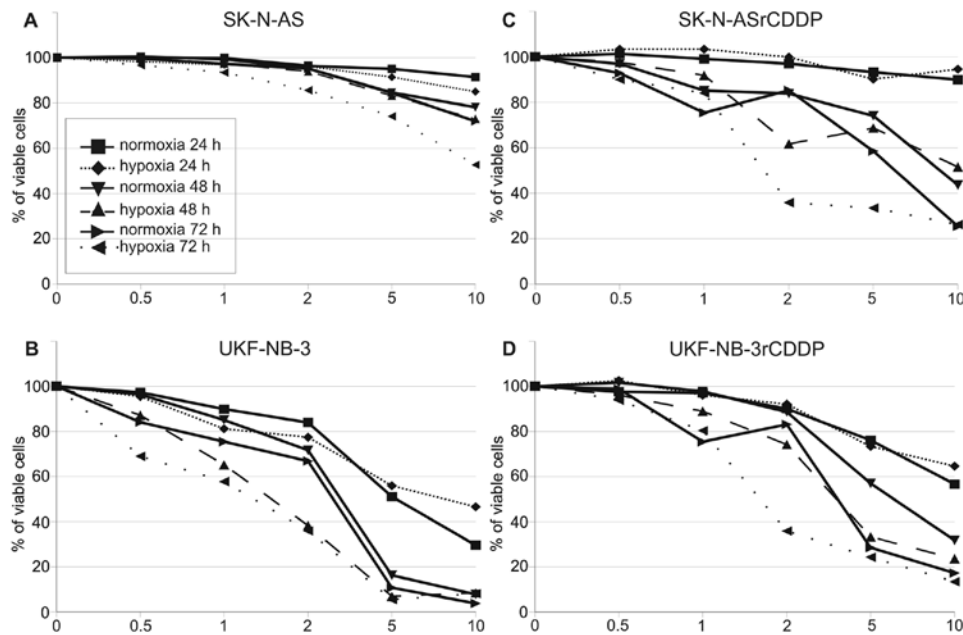 A SK-N-AS
% of viable cells
100
80
60
40
20
0
normoxia 24 h
hypoxia 24 h
normoxia 48 h
hypoxia 48 h
normoxia 72 h
hypoxia 72 h
0 0.5 1 2 5 10
C SK-N-ASrCDDP
% of viable cells
100
80
60
40
20
0
0 0.5 1 2 5 10
B UKF-NB-3
% of viable cells
100
80
60
40
20
0
0 0.5 1 2 5 10
D UKF-NB-3rCDDP
% of viable cells
100
80
60
40
20
0
0 0.5 1 2 5 10